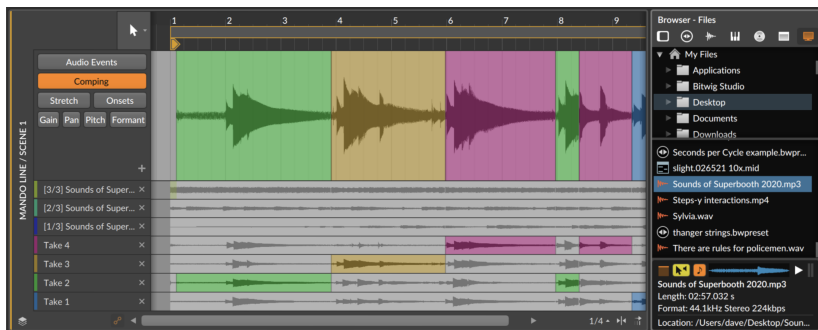 MANDO LINE / SCENE 1
Audio Events
Comping
Stretch Onsets
Gain Pan Pitch Formant
+
1 2 3 4 5 6 7 8 9
[3/3] Sounds of Super... ×
[2/3] Sounds of Super... ×
[1/3] Sounds of Super... ×
Take 4 ×
Take 3 ×
Take 2 ×
Take 1 ×
1/4
Browser - Files
My Files
Applications
Bitwig Studio
Desktop
Documents
Downloads
Seconds per Cycle example.bwpr...
slight.026521 10x.mid
Sounds of Superbooth 2020.mp3
Steps-y interactions.mp4
Sylvia.wav
thanger strings.bwpreset
There are rules for policemen.wav
Sounds of Superbooth 2020.mp3
Length: 02:57.032 s
Format: 44.1kHz Stereo 224kbps
Location: /Users/dave/Desktop/Soun...